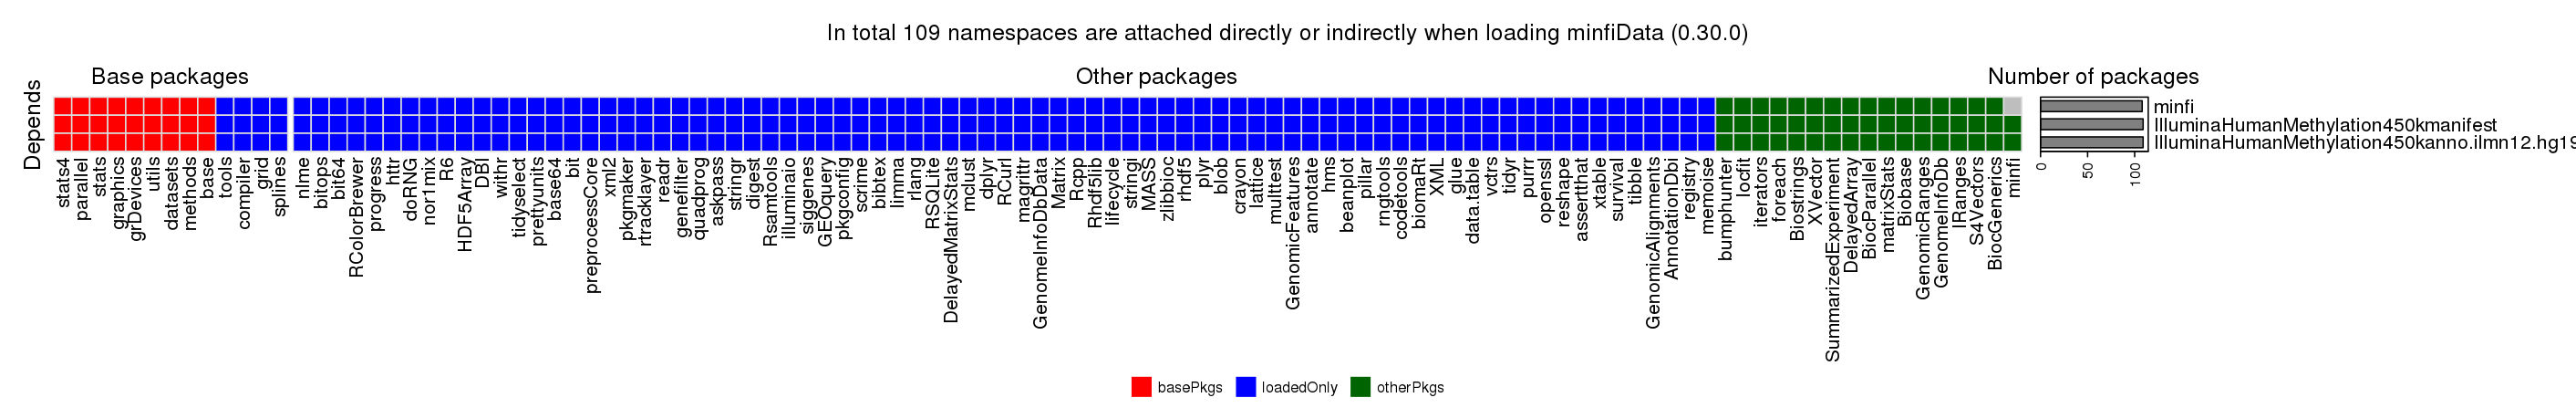 In total 109 namespaces are attached directly or indirectly when loading minfiData (0.30.0)
Base packages
Other packages
Number of packages
Depends
minfi
IlluminaHumanMethylation450kmanifest
IlluminaHumanMethylation450kanno.ilmn12.hg19
0
50
100
stats4
parallel
stats
graphics
grDevices
utils
datasets
methods
base
tools
compiler
grid
splines
nlme
bitops
bit64
RColorBrewer
progress
httr
doRNG
nor1mix
R6
HDF5Array
DBI
withr
tidyselect
prettyunits
base64
bit
preprocessCore
xml2
pkgmaker
rtracklayer
readr
genefilter
quadprog
askpass
stringr
digest
Rsamtools
illuminaio
siggenes
GEOquery
pkgconfig
scrime
bibtex
limma
rlang
RSQLite
DelayedMatrixStats
mclust
dplyr
RCurl
magrittr
GenomeInfoDbData
Matrix
Rcpp
Rhdf5lib
lifecycle
stringi
MASS
zlibbioc
rhdf5
plyr
blob
crayon
lattice
multtest
GenomicFeatures
annotate
hms
beanplot
pillar
rngtools
codetools
biomaRt
XML
glue
data.table
vctrs
tidyr
purrr
openssl
reshape
assertthat
xtable
survival
tibble
GenomicAlignments
AnnotationDbi
registry
memoise
bumphunter
locfit
iterators
foreach
Biostrings
XVector
SummarizedExperiment
DelayedArray
BiocParallel
matrixStats
Biobase
GenomicRanges
GenomeInfoDb
IRanges
S4Vectors
BiocGenerics
minfi
basePkgs
loadedOnly
otherPkgs